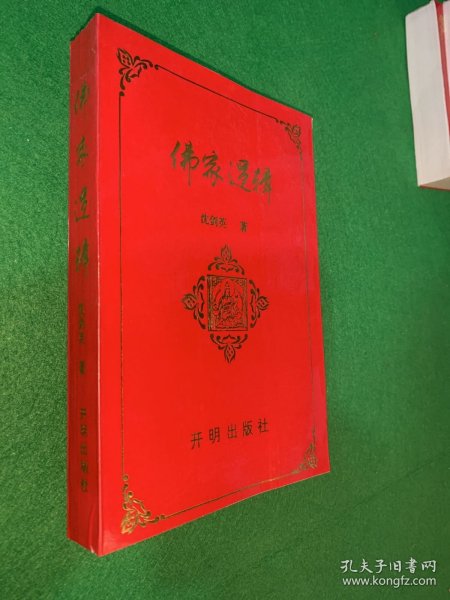 佛家逻辑
沈剑英 著
开明出版社
佛家逻辑
沈剑英 著
开明出版社
孔夫子旧书网
www.kongfz.com